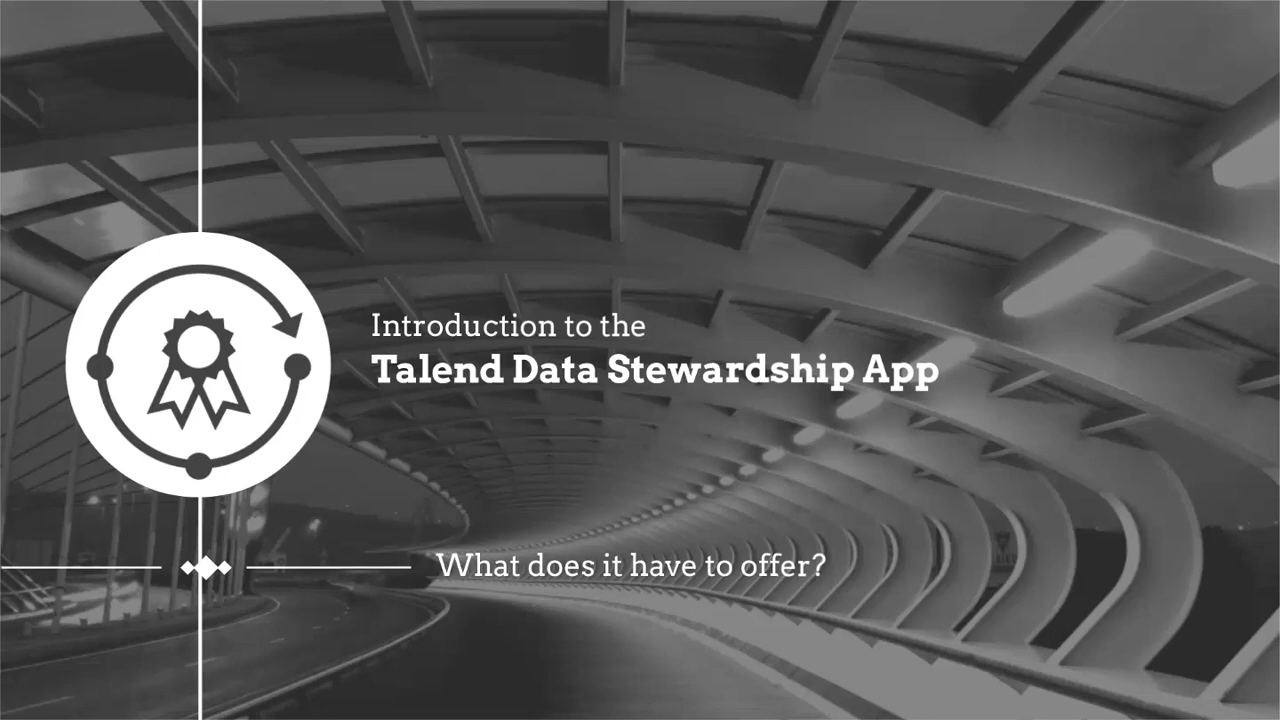 Introduction to the
Talend Data Stewardship App
What does it have to offer?